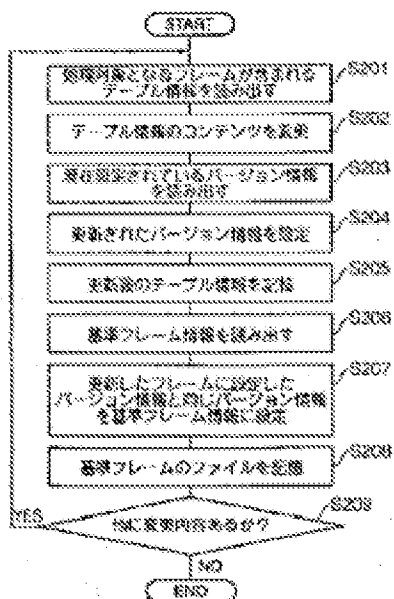 START
処理対象となるフレームが含まれる
テーブル情報を読み出す
S201
テーブル情報のコンテンツを変更
S202
現在設定されているバージョン情報
を読み出す
S203
更新されたバージョン情報を設定
S204
更新後のテーブル情報を記憶
S205
基準フレーム情報を読み出す
S206
更新したフレームに設定した
バージョン情報と同じバージョン情報
を基準フレーム情報に設定
S207
基準フレームのファイルを記憶
S208
他に変更内容あるか?
S209
YES
NO
END